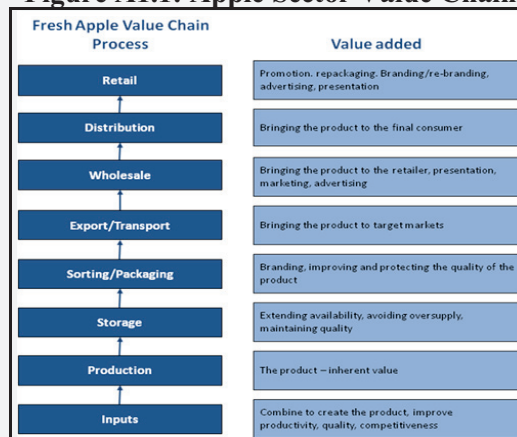 Figure A1.1: Apple Sector Value Chain
Fresh Apple Value Chain
Process
Value added
Retail
Promotion. repackaging. Branding/re-branding,
advertising, presentation
Distribution
Bringing the product to the final consumer
Wholesale
Bringing the product to the retailer, presentation,
marketing, advertising
Export/Transport
Bringing the product to target markets
Sorting/Packaging
Branding, improving and protecting the quality of the
product
Storage
Extending availability, avoiding oversupply,
maintaining quality
Production
The product – inherent value
Inputs
Combine to create the product, improve
productivity, quality, competitiveness